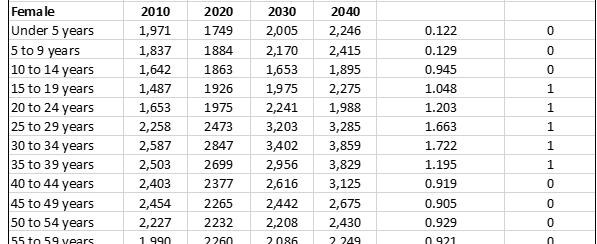 Female 2010 2020 2030 2040
Under 5 years 1,971 1749 2,005 2,246 0.122 0
5 to 9 years 1,837 1884 2,170 2,415 0.129 0
10 to 14 years 1,642 1863 1,653 1,895 0.945 0
15 to 19 years 1,487 1926 1,975 2,275 1.048 1
20 to 24 years 1,653 1975 2,241 1,988 1.203 1
25 to 29 years 2,258 2473 3,203 3,285 1.663 1
30 to 34 years 2,587 2847 3,402 3,859 1.722 1
35 to 39 years 2,503 2699 2,956 3,829 1.195 1
40 to 44 years 2,403 2377 2,616 3,125 0.919 0
45 to 49 years 2,454 2265 2,442 2,675 0.905 0
50 to 54 years 2,227 2232 2,208 2,430 0.929 0
55 to 59 years 1,990 2260 2,086 2,249 0.921 0